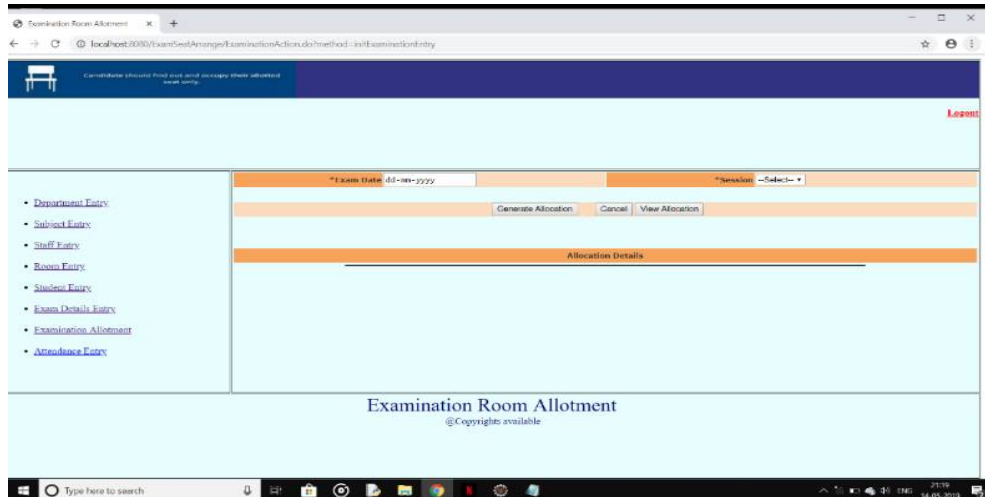 Examination Room Allotment
localhost:8080/ExamSeatArrange/ExaminationAction.do?method=initExaminationEntry
Candidate should find out and occupy their allotted
seat only.
Logout
*Exam Date dd-mm-yyyy *Session --Select--
Generate Allocation Cancel View Allocation
Allocation Details
Department Entry
Subject Entry
Staff Entry
Room Entry
Student Entry
Exam Details Entry
Examination Allotment
Attendance Entry
Examination Room Allotment
@Copyrights available
Type here to search
ENG
21:19
14-05-2019